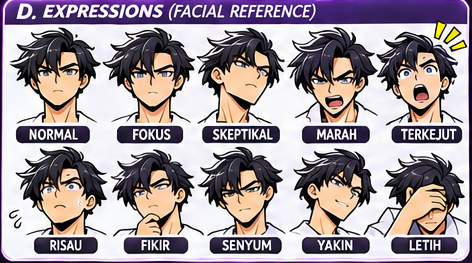 D. EXPRESSIONS (FACIAL REFERENCE)
NORMAL
FOKUS
SKEPTIKAL
MARAH
TERKEJUT
RISAU
FIKIR
SENYUM
YAKIN
LETIH